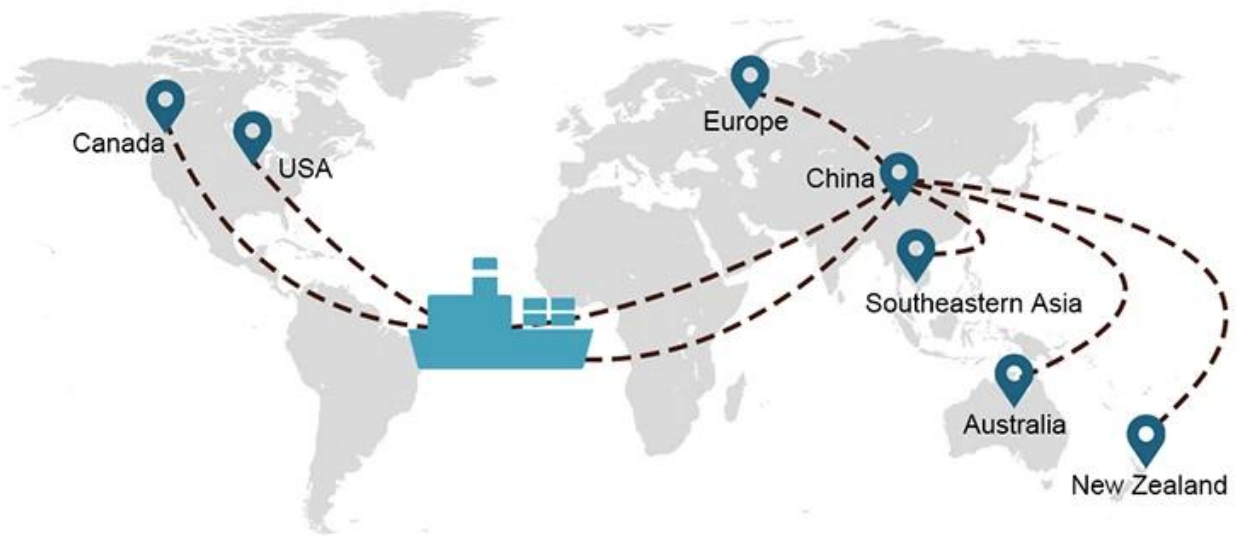 Canada
USA
Europe
China
Southeastern Asia
Australia
New Zealand